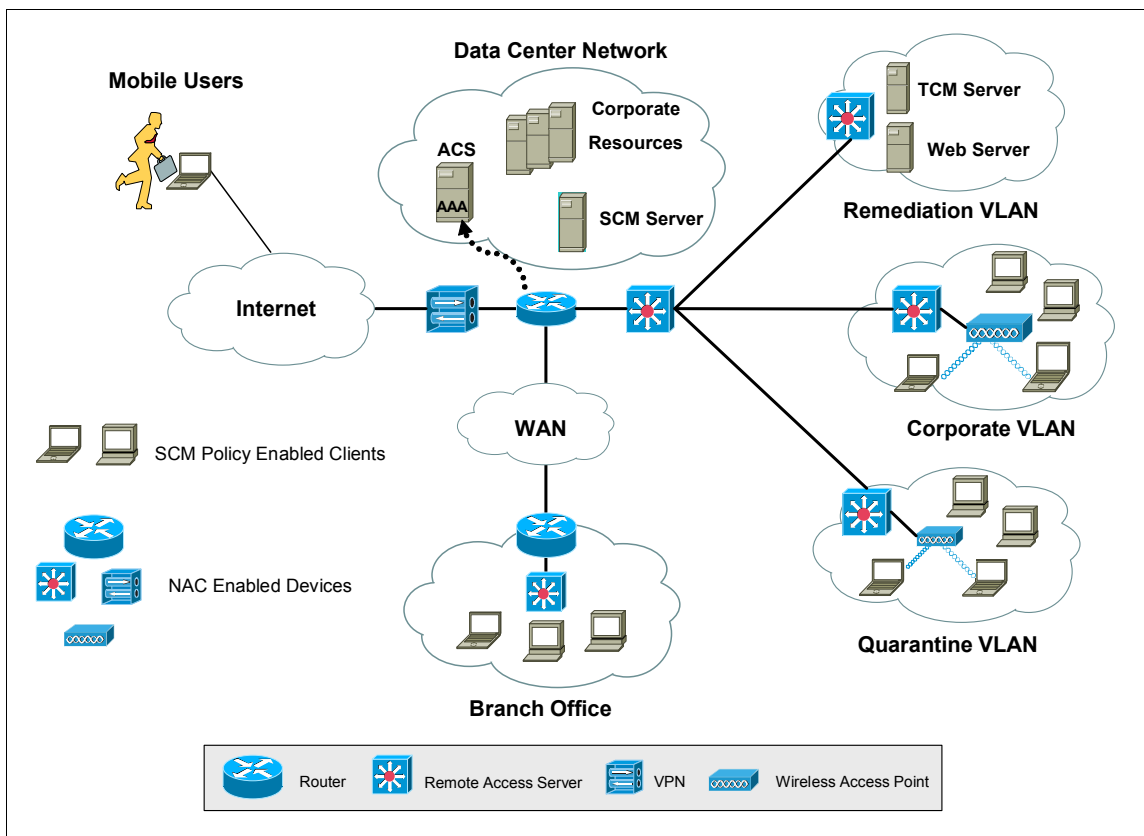 Data Center Network
Mobile Users
Corporate
Resources
ACS
AAA
SCM Server
TCM Server
Web Server
Remediation VLAN
Internet
WAN
Corporate VLAN
SCM Policy Enabled Clients
NAC Enabled Devices
Quarantine VLAN
Branch Office
Router
Remote Access Server
VPN
Wireless Access Point